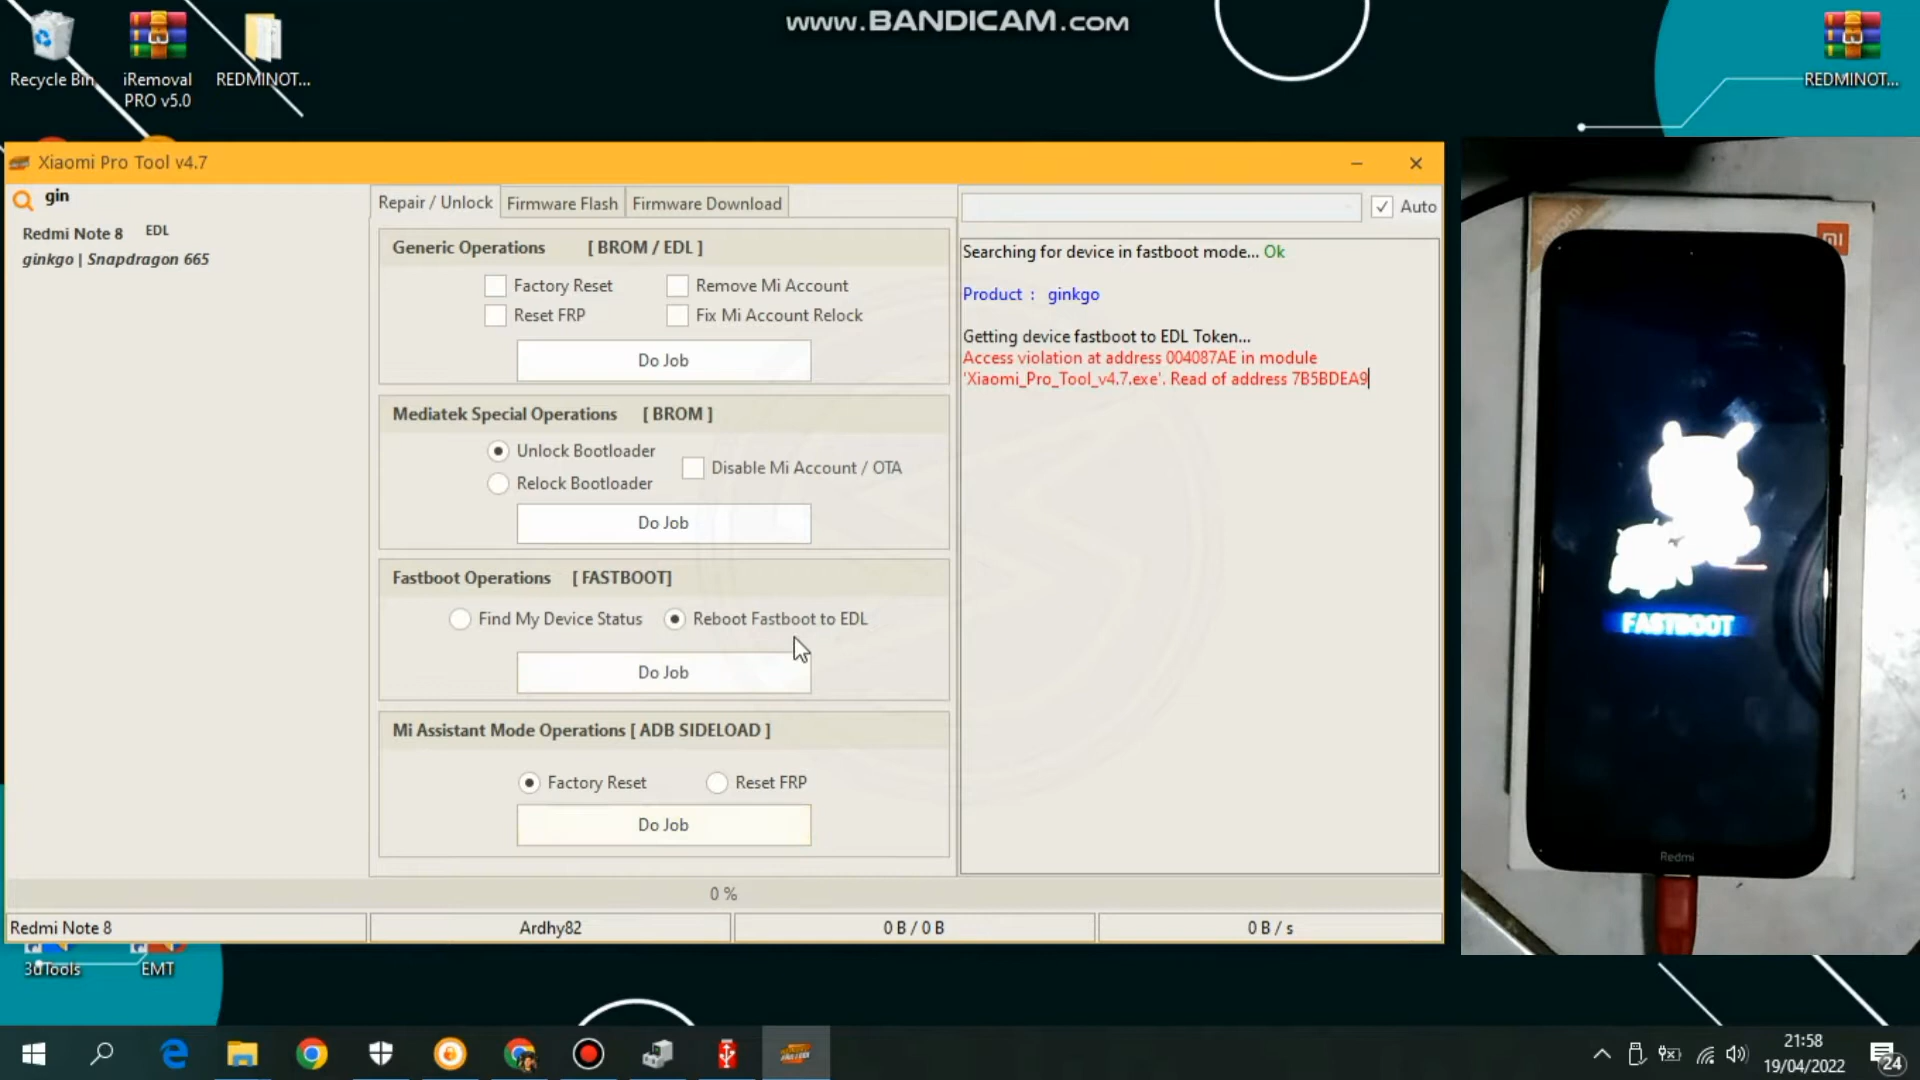 www.BANDICAM.com
Recycle Bin
iRemoval
PRO v5.0
REDMINOT...
REDMINOT...
Xiaomi Pro Tool v4.7
gin
Redmi Note 8 EDL
ginkgo | Snapdragon 665
Repair / Unlock
Firmware Flash
Firmware Download
Auto
Generic Operations [ BROM / EDL ]
Factory Reset
Remove Mi Account
Reset FRP
Fix Mi Account Relock
Do Job
Mediatek Special Operations [ BROM ]
Unlock Bootloader
Disable Mi Account / OTA
Relock Bootloader
Do Job
Fastboot Operations [ FASTBOOT]
Find My Device Status
Reboot Fastboot to EDL
Do Job
Mi Assistant Mode Operations [ ADB SIDELOAD ]
Factory Reset
Reset FRP
Do Job
Searching for device in fastboot mode... Ok
Product : ginkgo
Getting device fastboot to EDL Token...
Access violation at address 004087AE in module
'Xiaomi_Pro_Tool_v4.7.exe'. Read of address 7B5BDEA9
0 %
Redmi Note 8
Ardhy82
0 B / 0 B
0 B / s
xiaomi
MI
FASTBOOT
Redmi
3dTools
EMT
21:58
19/04/2022
24